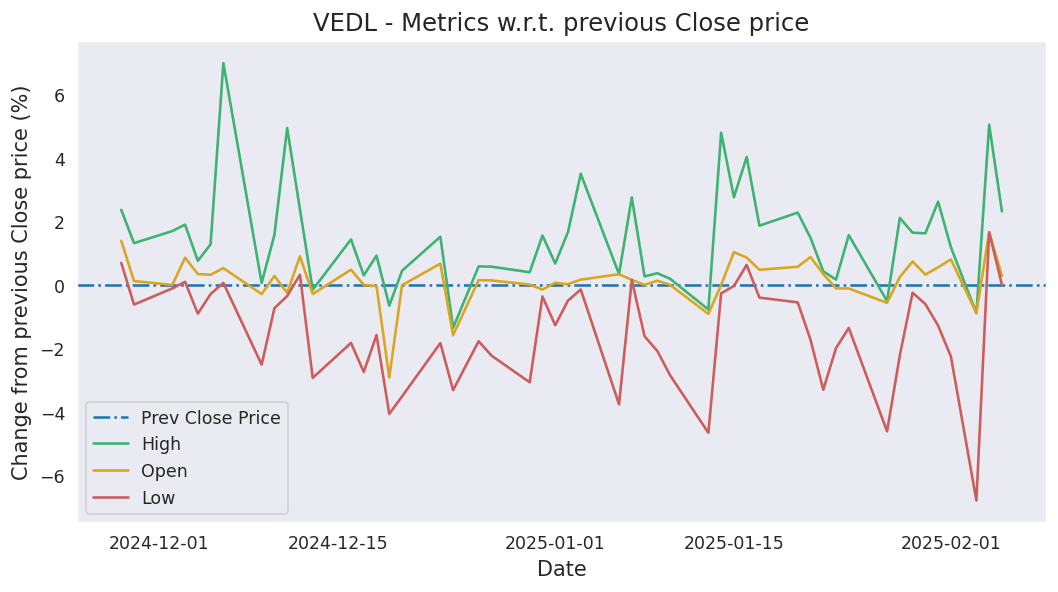 VEDL - Metrics w.r.t. previous Close price
Change from previous Close price (%)
6
4
2
0
−2
−4
−6
Prev Close Price
High
Open
Low
2024-12-01
2024-12-15
2025-01-01
2025-01-15
2025-02-01
Date